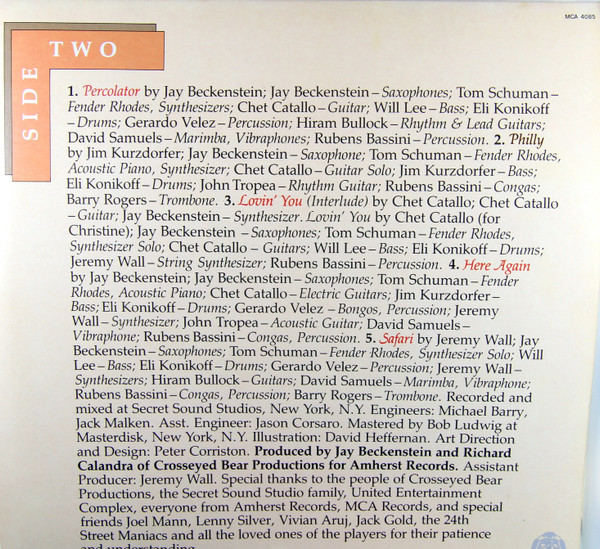 MCA 4085
SIDE TWO
1. Percolator by Jay Beckenstein; Jay Beckenstein – Saxophones; Tom Schuman –
Fender Rhodes, Synthesizers; Chet Catallo – Guitar; Will Lee – Bass; Eli Konikoff
– Drums; Gerardo Velez – Percussion; Hiram Bullock – Rhythm & Lead Guitars;
David Samuels – Marimba, Vibraphones; Rubens Bassini – Percussion. 2. Philly
by Jim Kurzdorfer; Jay Beckenstein – Saxophone; Tom Schuman – Fender Rhodes,
Acoustic Piano, Synthesizer; Chet Catallo – Guitar Solo; Jim Kurzdorfer – Bass;
Eli Konikoff – Drums; John Tropea – Rhythm Guitar; Rubens Bassini – Congas;
Barry Rogers – Trombone. 3. Lovin' You (Interlude) by Chet Catallo; Chet Catallo
– Guitar; Jay Beckenstein – Synthesizer. Lovin' You by Chet Catallo (for
Christine); Jay Beckenstein – Saxophones; Tom Schuman – Fender Rhodes,
Synthesizer Solo; Chet Catallo – Guitars; Will Lee – Bass; Eli Konikoff – Drums;
Jeremy Wall – String Synthesizer; Rubens Bassini – Percussion. 4. Here Again
by Jay Beckenstein; Jay Beckenstein – Saxophones; Tom Schuman – Fender
Rhodes, Acoustic Piano; Chet Catallo – Electric Guitars; Jim Kurzdorfer –
Bass; Eli Konikoff – Drums; Gerardo Velez – Bongos, Percussion; Jeremy
Wall – Synthesizer; John Tropea – Acoustic Guitar; David Samuels –
Vibraphone; Rubens Bassini – Congas, Percussion. 5. Safari by Jeremy Wall; Jay
Beckenstein – Saxophones; Tom Schuman – Fender Rhodes, Synthesizer Solo; Will
Lee – Bass; Eli Konikoff – Drums; Gerardo Velez – Percussion; Jeremy Wall –
Synthesizers; Hiram Bullock – Guitars; David Samuels – Marimba, Vibraphone;
Rubens Bassini – Congas, Percussion; Barry Rogers – Trombone. Recorded and
mixed at Secret Sound Studios, New York, N.Y. Engineers: Michael Barry,
Jack Malken. Asst. Engineer: Jason Corsaro. Mastered by Bob Ludwig at
Masterdisk, New York, N.Y. Illustration: David Heffernan. Art Direction
and Design: Peter Corriston. Produced by Jay Beckenstein and Richard
Calandra of Crosseyed Bear Productions for Amherst Records. Assistant
Producer: Jeremy Wall. Special thanks to the people of Crosseyed Bear
Productions, the Secret Sound Studio family, United Entertainment
Complex, everyone from Amherst Records, MCA Records, and special
friends Joel Mann, Lenny Silver, Vivian Aruj, Jack Gold, the 24th
Street Maniacs and all the loved ones of the players for their patience
and understanding.